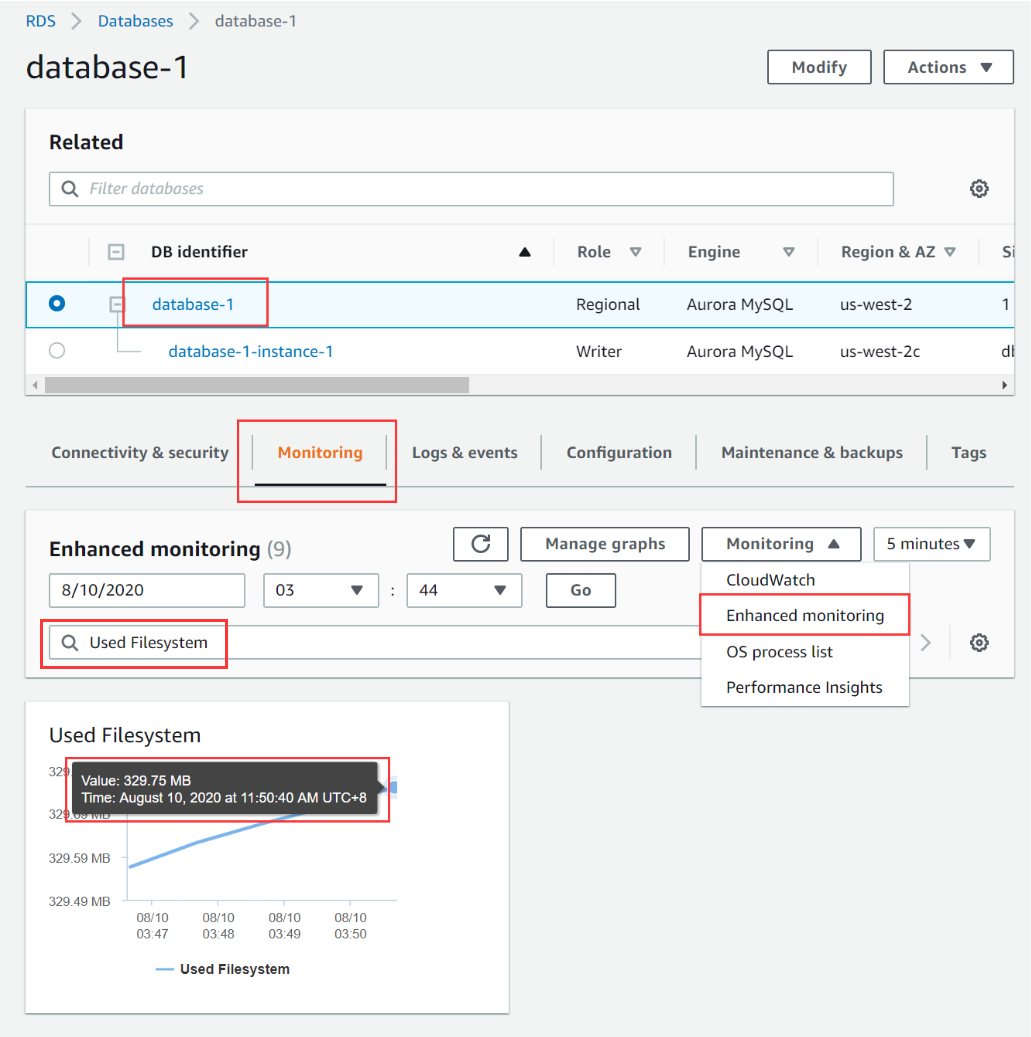 RDS > Databases > database-1
database-1
Modify
Actions
Related
Filter databases
DB identifier Role Engine Region & AZ
database-1 Regional Aurora MySQL us-west-2 1
database-1-instance-1 Writer Aurora MySQL us-west-2c
Connectivity & security Monitoring Logs & events Configuration Maintenance & backups Tags
Enhanced monitoring (9)
Manage graphs
Monitoring
5 minutes
8/10/2020 03 : 44 Go
CloudWatch
Enhanced monitoring
Used Filesystem
OS process list
Performance Insights
Used Filesystem
Value: 329.75 MB
Time: August 10, 2020 at 11:50:40 AM UTC+8
329.69 MB
329.59 MB
329.49 MB
08/10 08/10 08/10 08/10
03:47 03:48 03:49 03:50
Used Filesystem